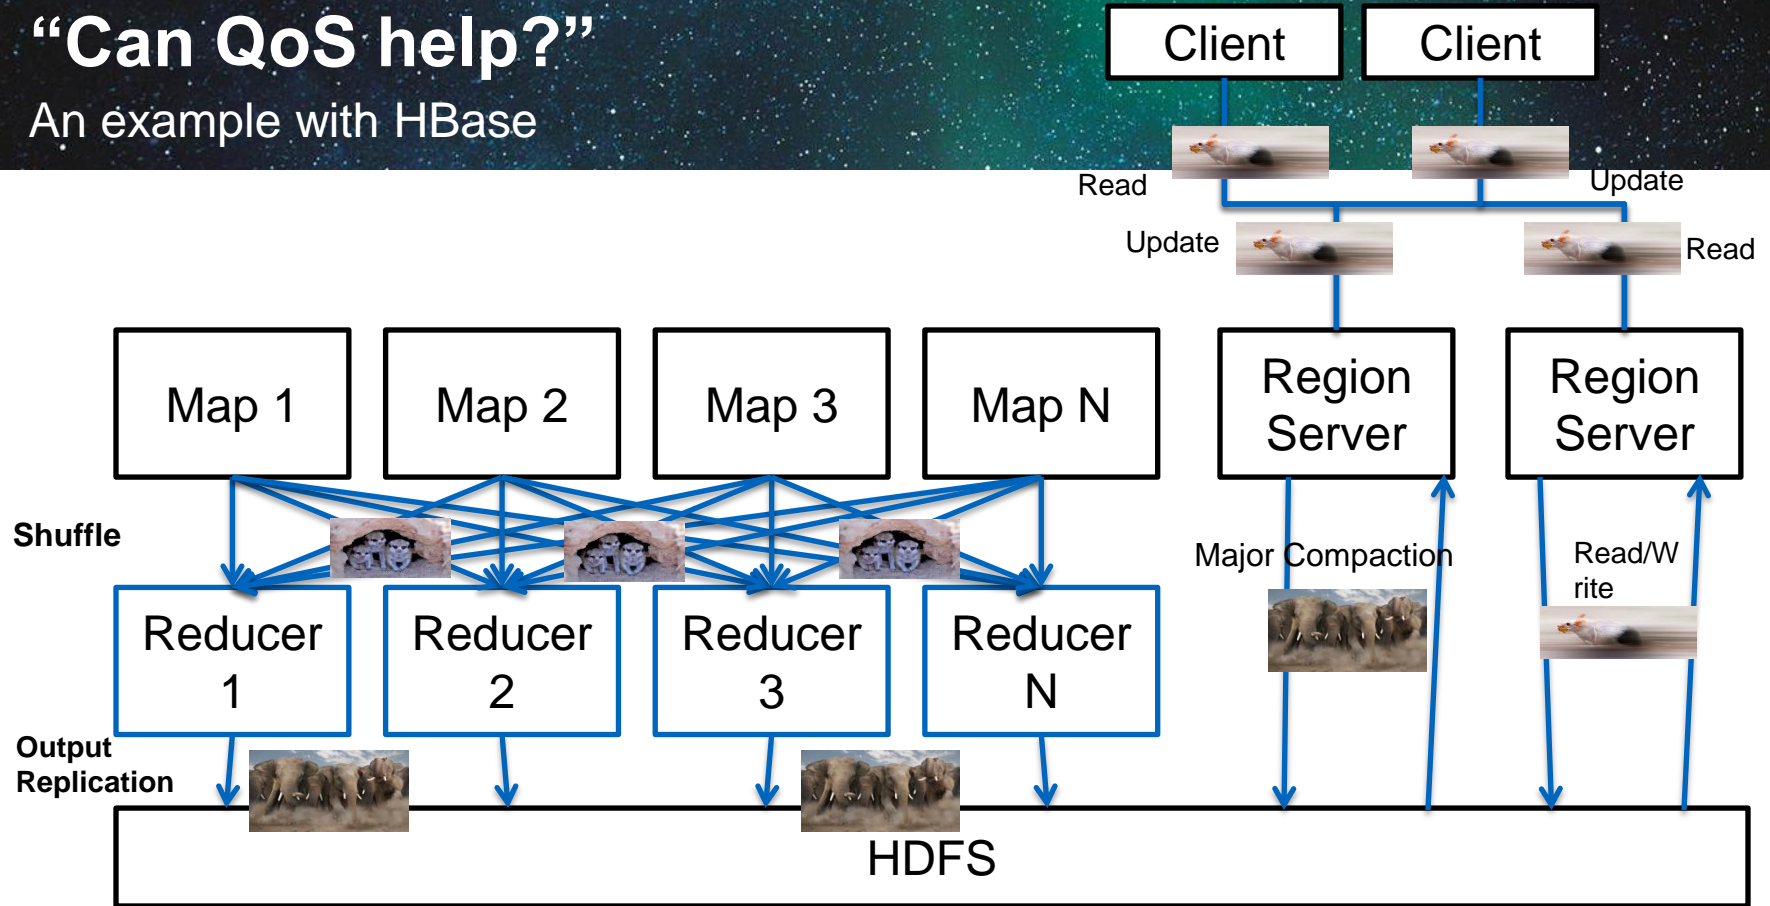 “Can QoS help?”
An example with HBase
Client
Client
Read
Update
Update
Read
Map 1
Map 2
Map 3
Map N
Region
Server
Region
Server
Shuffle
Major Compaction
Read/W
rite
Reducer
1
Reducer
2
Reducer
3
Reducer
N
Output
Replication
HDFS